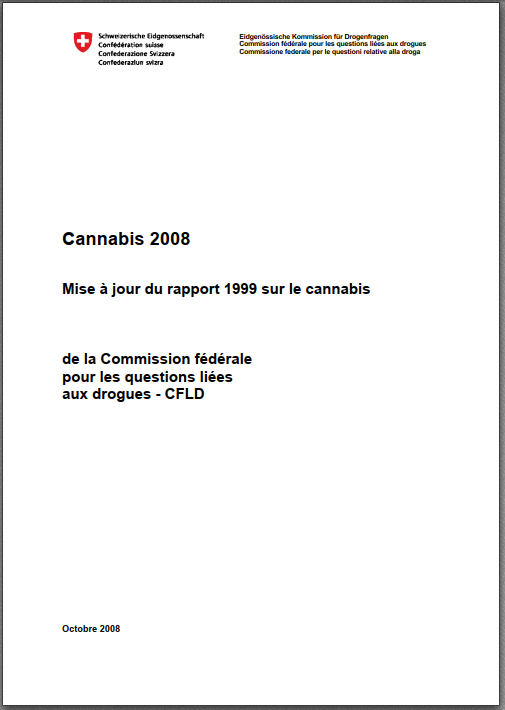 Schweizerische Eidgenossenschaft
Confédération suisse
Confederazione Svizzera
Confederaziun svizra
Eidgenössische Kommission für Drogenfragen
Commission fédérale pour les questions liées aux drogues
Commissione federale per le questioni relative alla droga
Cannabis 2008
Mise à jour du rapport 1999 sur le cannabis
de la Commission fédérale
pour les questions liées
aux drogues - CFLD
Octobre 2008